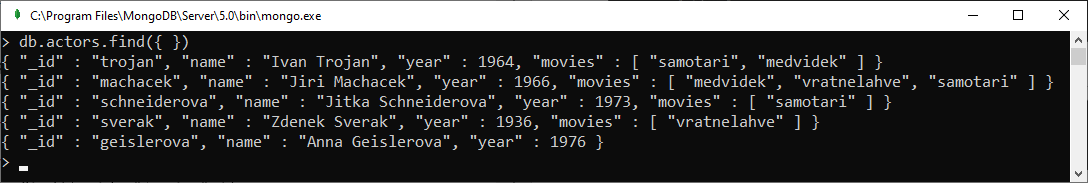 C:\Program Files\MongoDB\Server\5.0\bin\mongo.exe
> db.actors.find({ })
{ "_id" : "trojan", "name" : "Ivan Trojan", "year" : 1964, "movies" : [ "samotari", "medvidek" ] }
{ "_id" : "machacek", "name" : "Jiri Machacek", "year" : 1966, "movies" : [ "medvidek", "vratnelahve", "samotari" ] }
{ "_id" : "schneiderova", "name" : "Jitka Schneiderova", "year" : 1973, "movies" : [ "samotari" ] }
{ "_id" : "sverak", "name" : "Zdenek Sverak", "year" : 1936, "movies" : [ "vratnelahve" ] }
{ "_id" : "geislerova", "name" : "Anna Geislerova", "year" : 1976 }
>